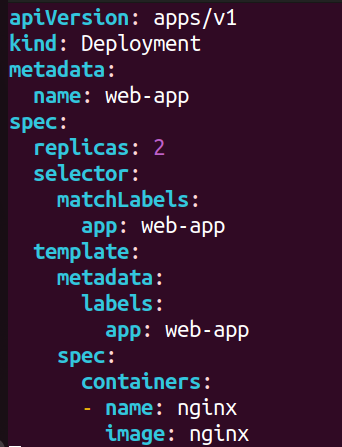 apiVersion: apps/v1
kind: Deployment
metadata:
  name: web-app
spec:
  replicas: 2
  selector:
    matchLabels:
      app: web-app
  template:
    metadata:
      labels:
        app: web-app
    spec:
      containers:
      - name: nginx
        image: nginx